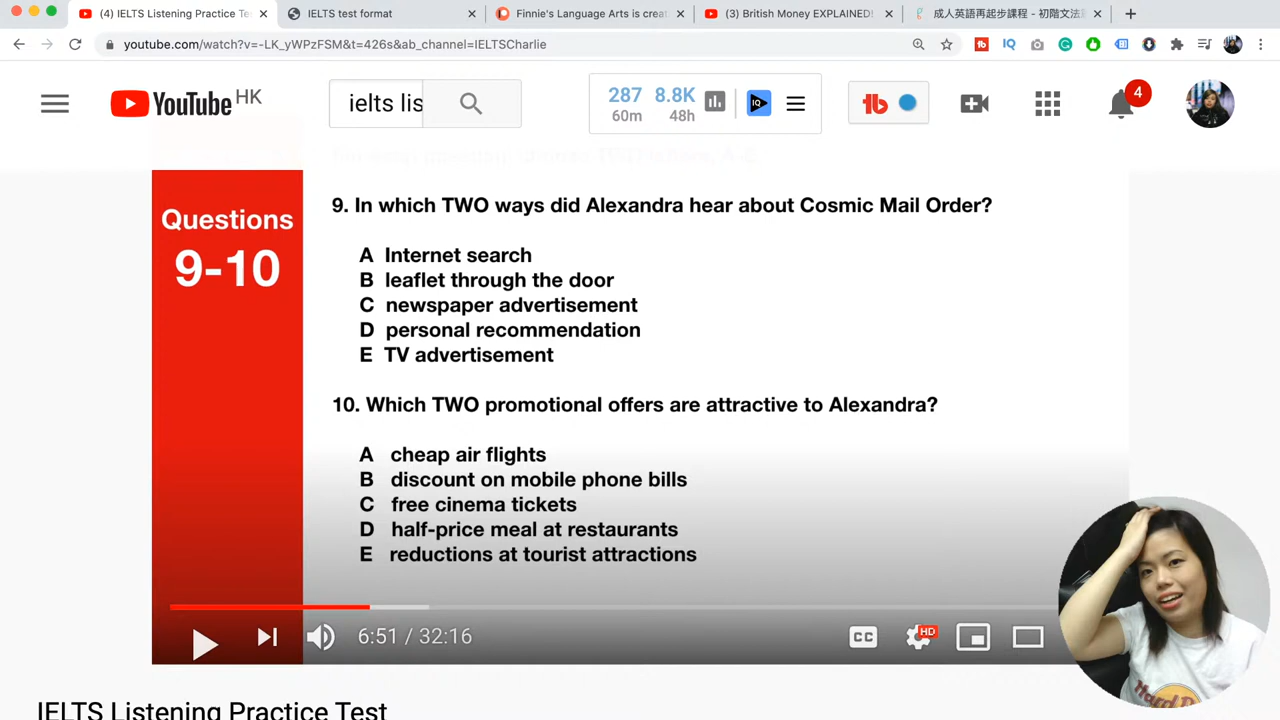 (4) IELTS Listening Practice Te
IELTS test format
Finnie's Language Arts is creat
(3) British Money EXPLAINED!
成人英語再起步課程 - 初階文法
youtube.com/watch?v=-LK_yWPzFSM&t=426s&ab_channel=IELTSCharlie
YouTube HK
ielts lis
287 8.8K
60m 48h
IQ
4
Questions
9-10
9. In which TWO ways did Alexandra hear about Cosmic Mail Order?
A Internet search
B leaflet through the door
C newspaper advertisement
D personal recommendation
E TV advertisement
10. Which TWO promotional offers are attractive to Alexandra?
A cheap air flights
B discount on mobile phone bills
C free cinema tickets
D half-price meal at restaurants
E reductions at tourist attractions
6:51 / 32:16
CC
HD
IELTS Listening Practice Test